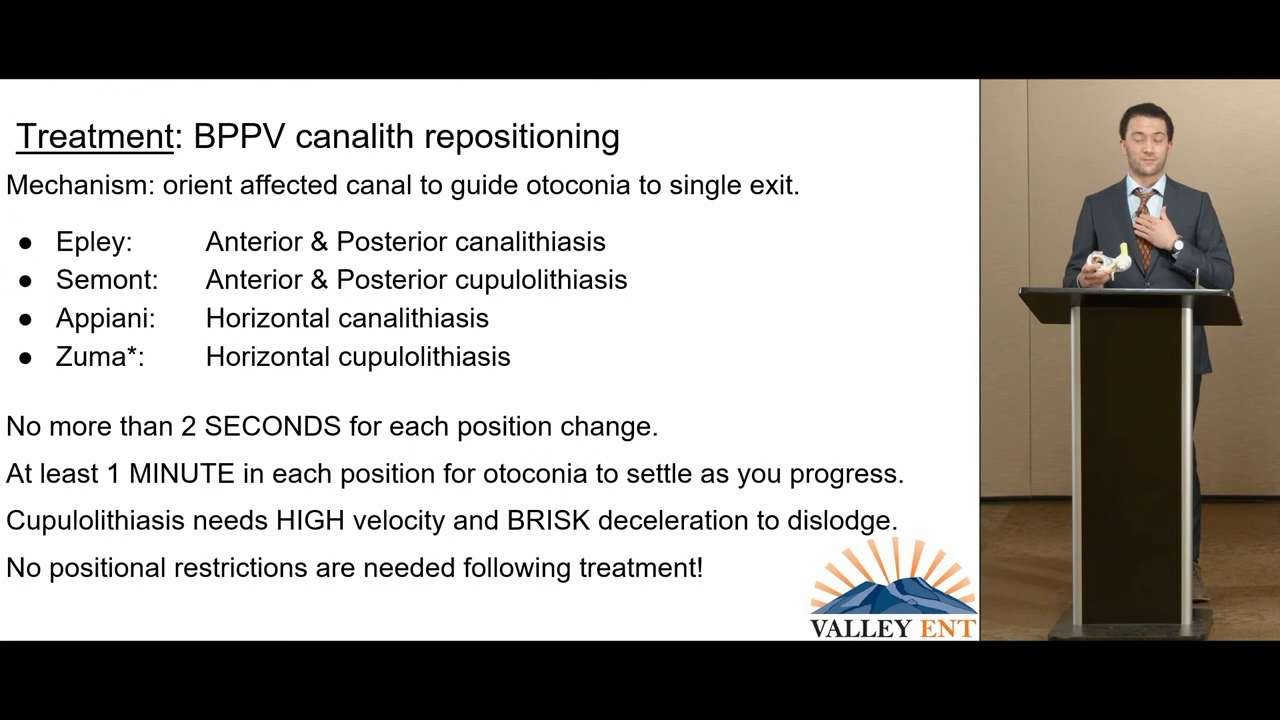 Treatment: BPPV canalith repositioning
Mechanism: orient affected canal to guide otoconia to single exit.
● Epley: Anterior & Posterior canalithiasis
● Semont: Anterior & Posterior cupulolithiasis
● Appiani: Horizontal canalithiasis
● Zuma*: Horizontal cupulolithiasis
No more than 2 SECONDS for each position change.
At least 1 MINUTE in each position for otoconia to settle as you progress.
Cupulolithiasis needs HIGH velocity and BRISK deceleration to dislodge.
No positional restrictions are needed following treatment!
VALLEY ENT